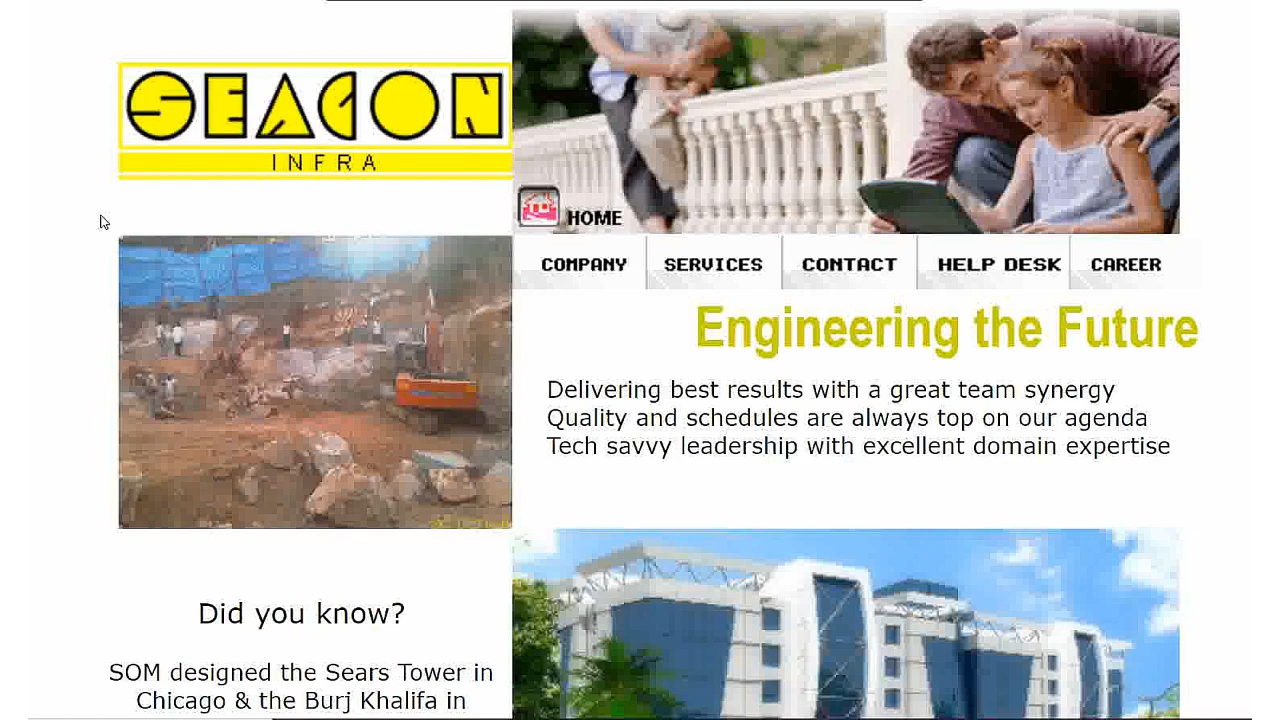 SEACON
INFRA
HOME
COMPANY
SERVICES
CONTACT
HELP DESK
CAREER
Engineering the Future
Delivering best results with a great team synergy
Quality and schedules are always top on our agenda
Tech savvy leadership with excellent domain expertise
Did you know?
SOM designed the Sears Tower in
Chicago & the Burj Khalifa in